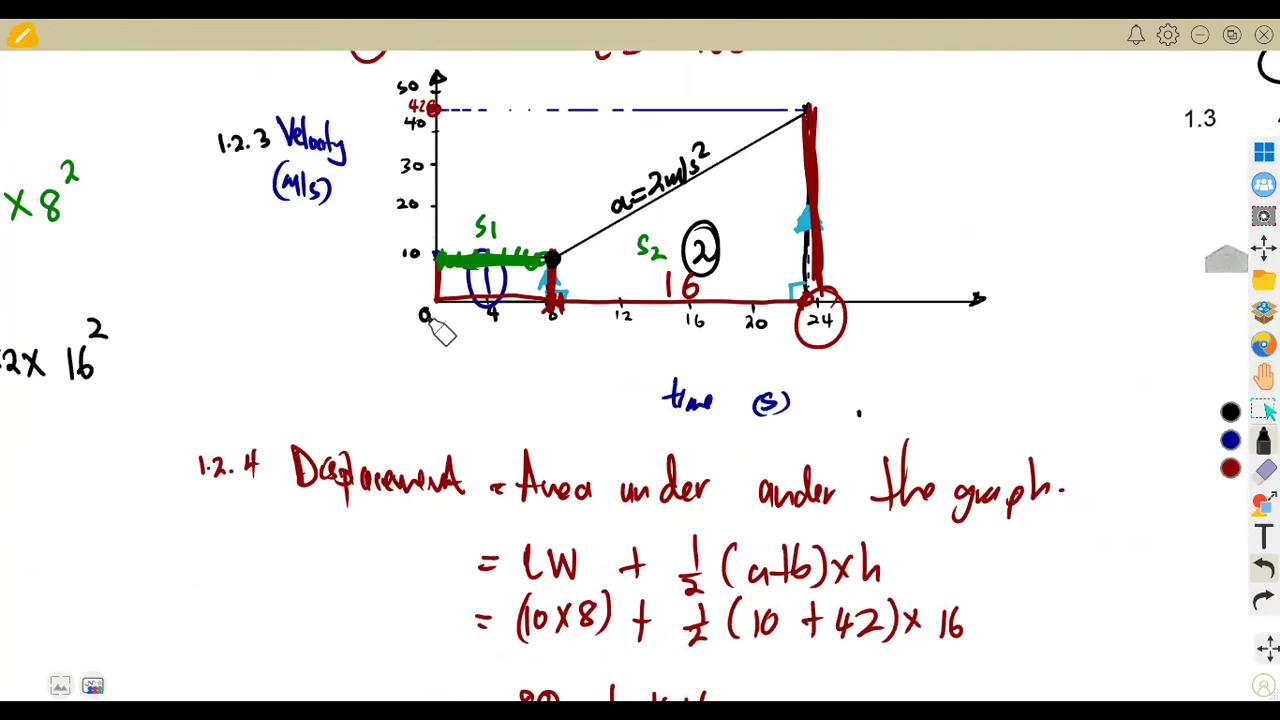 50
42
40
1.2.3 Velocity
(m/s)
1.3
30
× 8²
a=2m/s²
20
S1
10
S2
2
1
16
0
4
8
12
16
20
24
2× 16²
time (s)
1.2.4 Displacement = Area under under the graph.
= LW + 1/2 (a+b)×h
= (10×8) + 1/2 (10 + 42)× 16
T